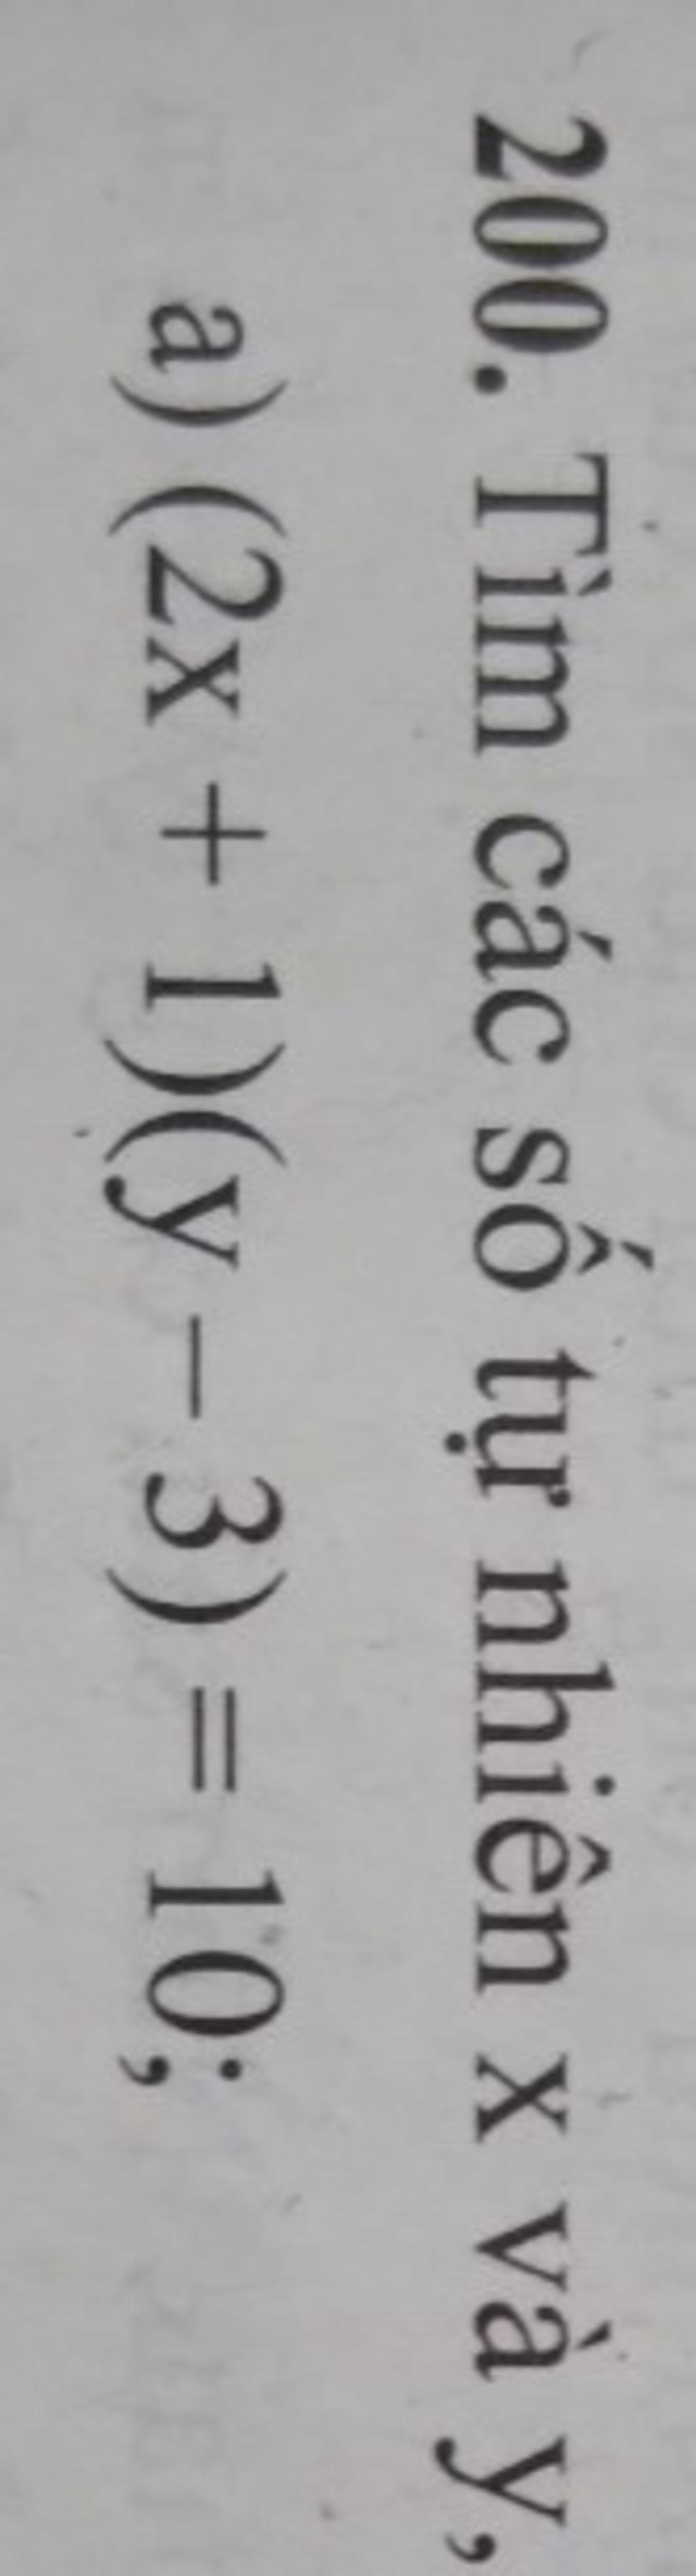 200. Tìm các số tự nhiên x và y,
a) (2x + 1)(y – 3) = 10;